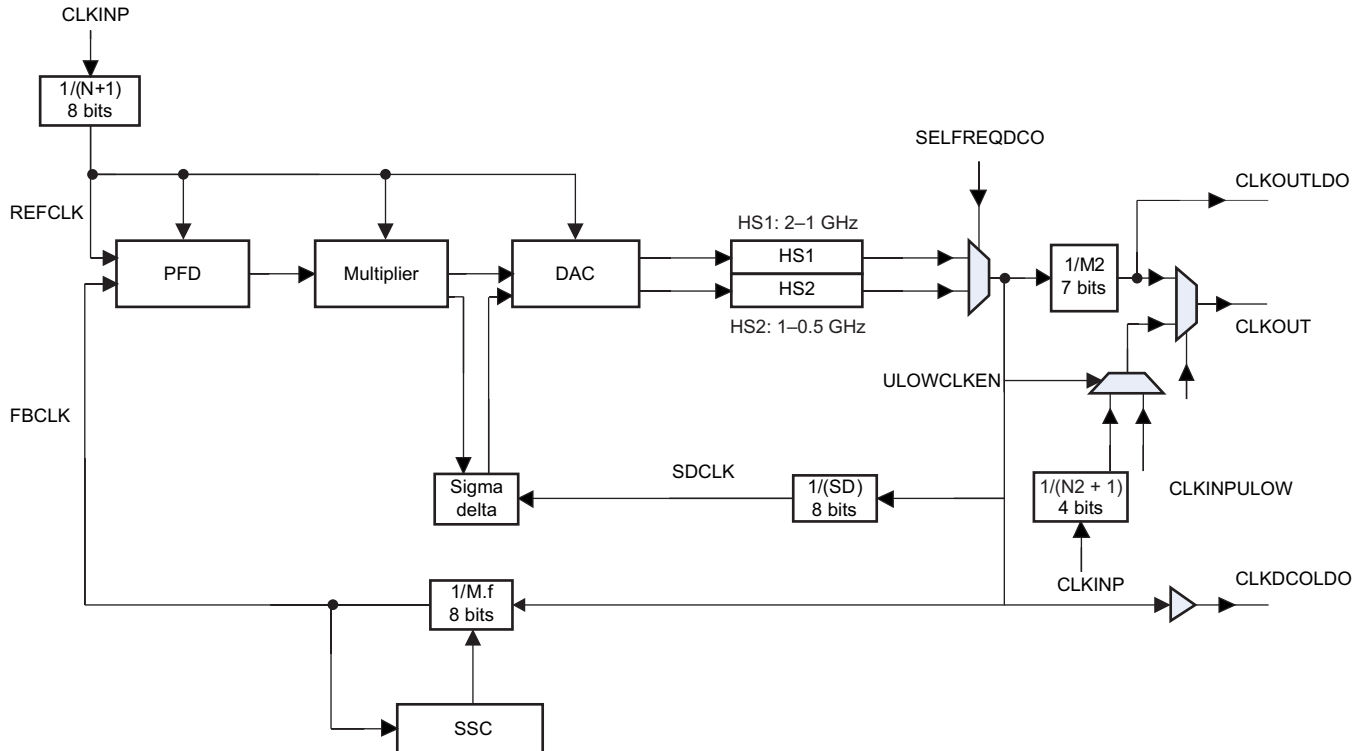 CLKINP
1/(N+1)
8 bits
SELFREQDCO
CLKOUTLDO
REFCLK
HS1: 2–1 GHz
PFD
Multiplier
DAC
HS1
HS2
1/M2
7 bits
HS2: 1–0.5 GHz
CLKOUT
ULOWCLKEN
FBCLK
Sigma
delta
SDCLK
1/(SD)
8 bits
1/(N2 + 1)
4 bits
CLKINPULOW
CLKINP
CLKDCOLDO
1/M.f
8 bits
SSC